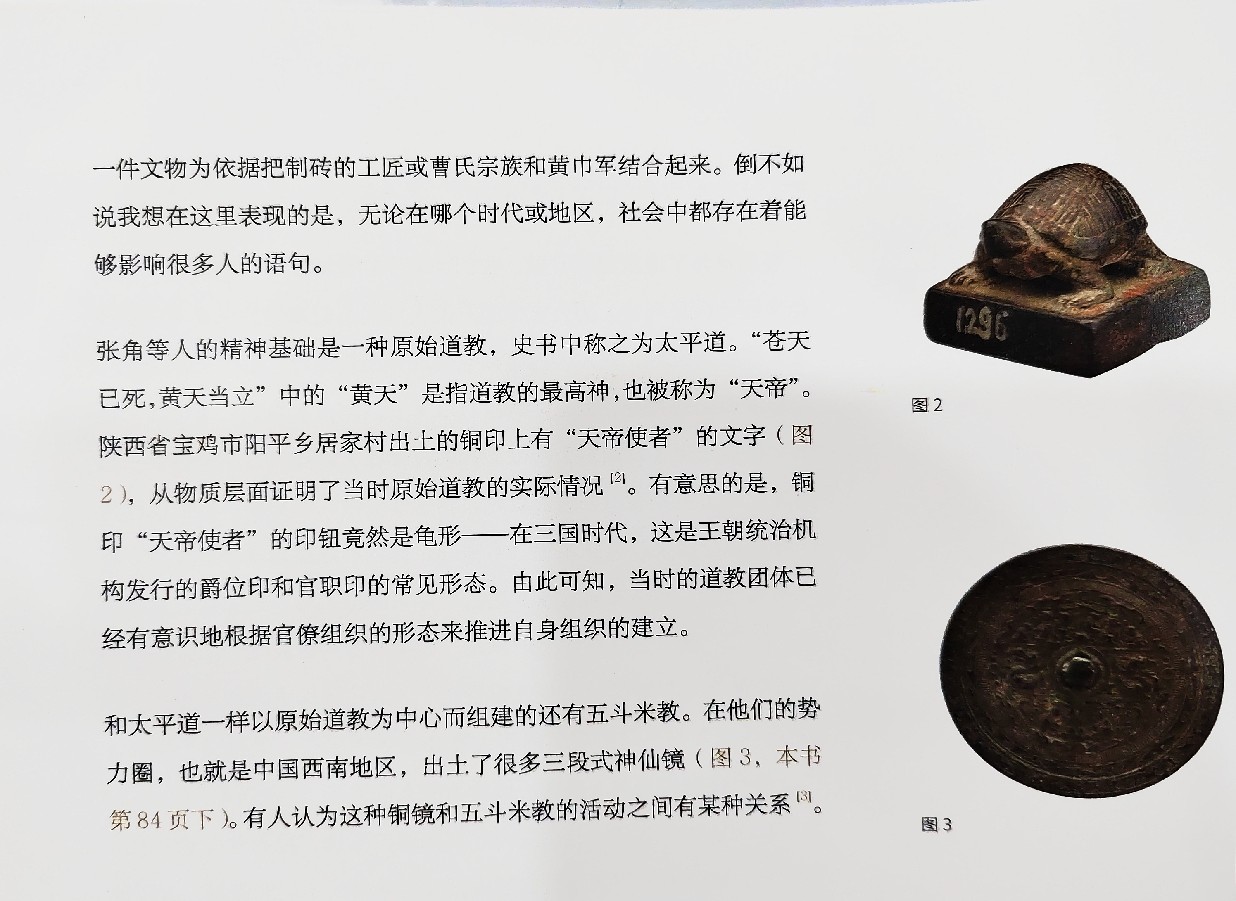 一件文物为依据把制砖的工匠或曹氏宗族和黄巾军结合起来。倒不如
说我想在这里表现的是，无论在哪个时代或地区，社会中都存在着能
够影响很多人的语句。
张角等人的精神基础是一种原始道教，史书中称之为太平道。“苍天
已死，黄天当立”中的“黄天”是指道教的最高神，也被称为“天帝”。
陕西省宝鸡市阳平乡居家村出土的铜印上有“天帝使者”的文字（图
2），从物质层面证明了当时原始道教的实际情况[2]。有意思的是，铜
印“天帝使者”的印钮竟然是龟形——在三国时代，这是王朝统治机
构发行的爵位印和官职印的常见形态。由此可知，当时的道教团体已
经有意识地根据官僚组织的形态来推进自身组织的建立。
和太平道一样以原始道教为中心而组建的还有五斗米教。在他们的势
力圈，也就是中国西南地区，出土了很多三段式神仙镜（图3，本书
第84页下）。有人认为这种铜镜和五斗米教的活动之间有某种关系[3]。
1296
图2
图3